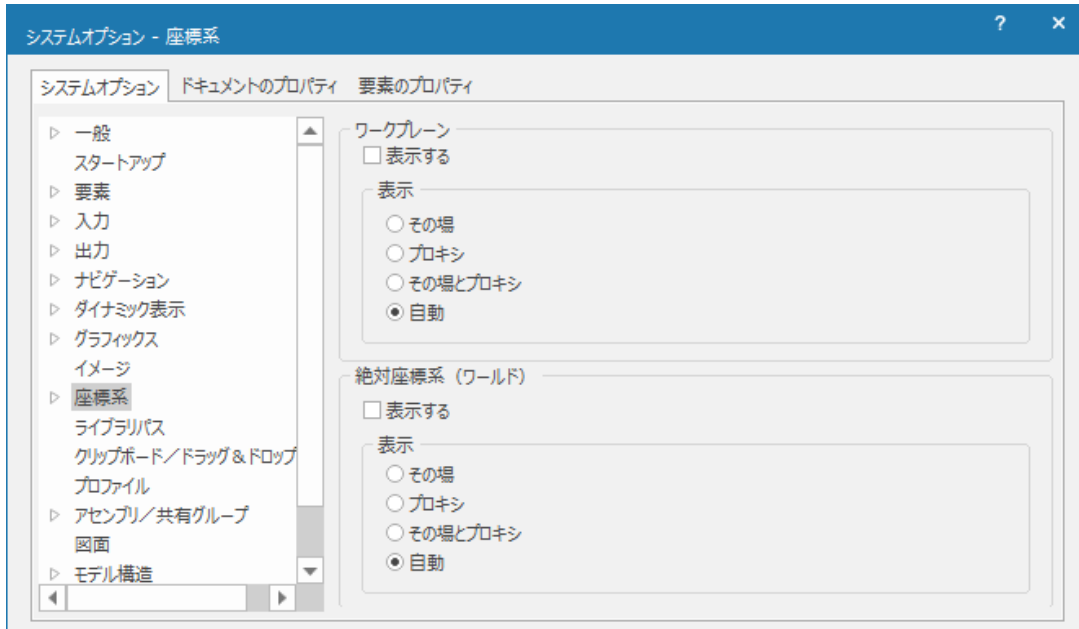 システムオプション - 座標系
? ×
システムオプション ドキュメントのプロパティ 要素のプロパティ
一般
スタートアップ
要素
入力
出力
ナビゲーション
ダイナミック表示
グラフィックス
イメージ
座標系
ライブラリパス
クリップボード／ドラッグ＆ドロップ
プロファイル
アセンブリ／共有グループ
図面
モデル構造
ワークプレーン
表示する
表示
その場
プロキシ
その場とプロキシ
自動
絶対座標系（ワールド）
表示する
表示
その場
プロキシ
その場とプロキシ
自動